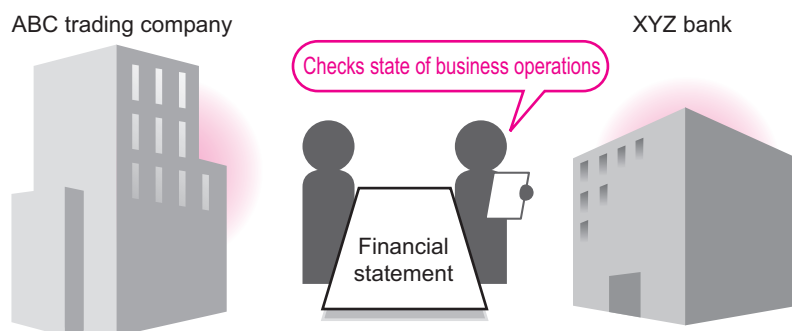 ABC trading company
XYZ bank
Checks state of business operations
Financial
statement